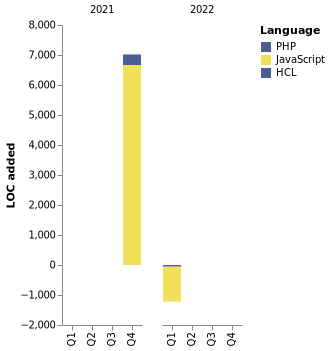 2021 2022
Language
PHP
JavaScript
HCL
LOC added
8,000
7,000
6,000
5,000
4,000
3,000
2,000
1,000
0
−1,000
−2,000
Q1 Q2 Q3 Q4 Q1 Q2 Q3 Q4